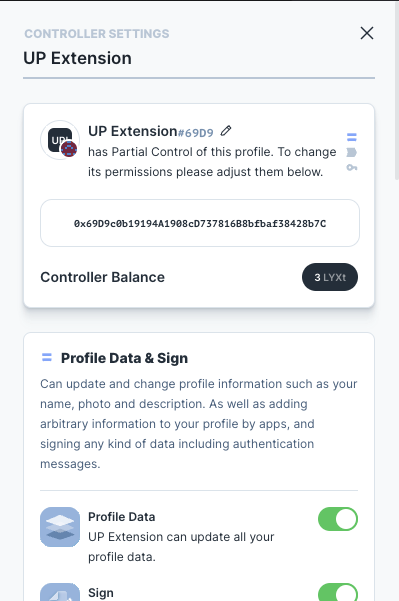 CONTROLLER SETTINGS
UP Extension
UP!
UP Extension#69D9
has Partial Control of this profile. To change
its permissions please adjust them below.
0x69D9c0b19194A1908cD737816B8bfbaf38428b7C
Controller Balance
3 LYXt
Profile Data & Sign
Can update and change profile information such as your
name, photo and description. As well as adding
arbitrary information to your profile by apps, and
signing any kind of data including authentication
messages.
Profile Data
UP Extension can update all your
profile data.
Sign